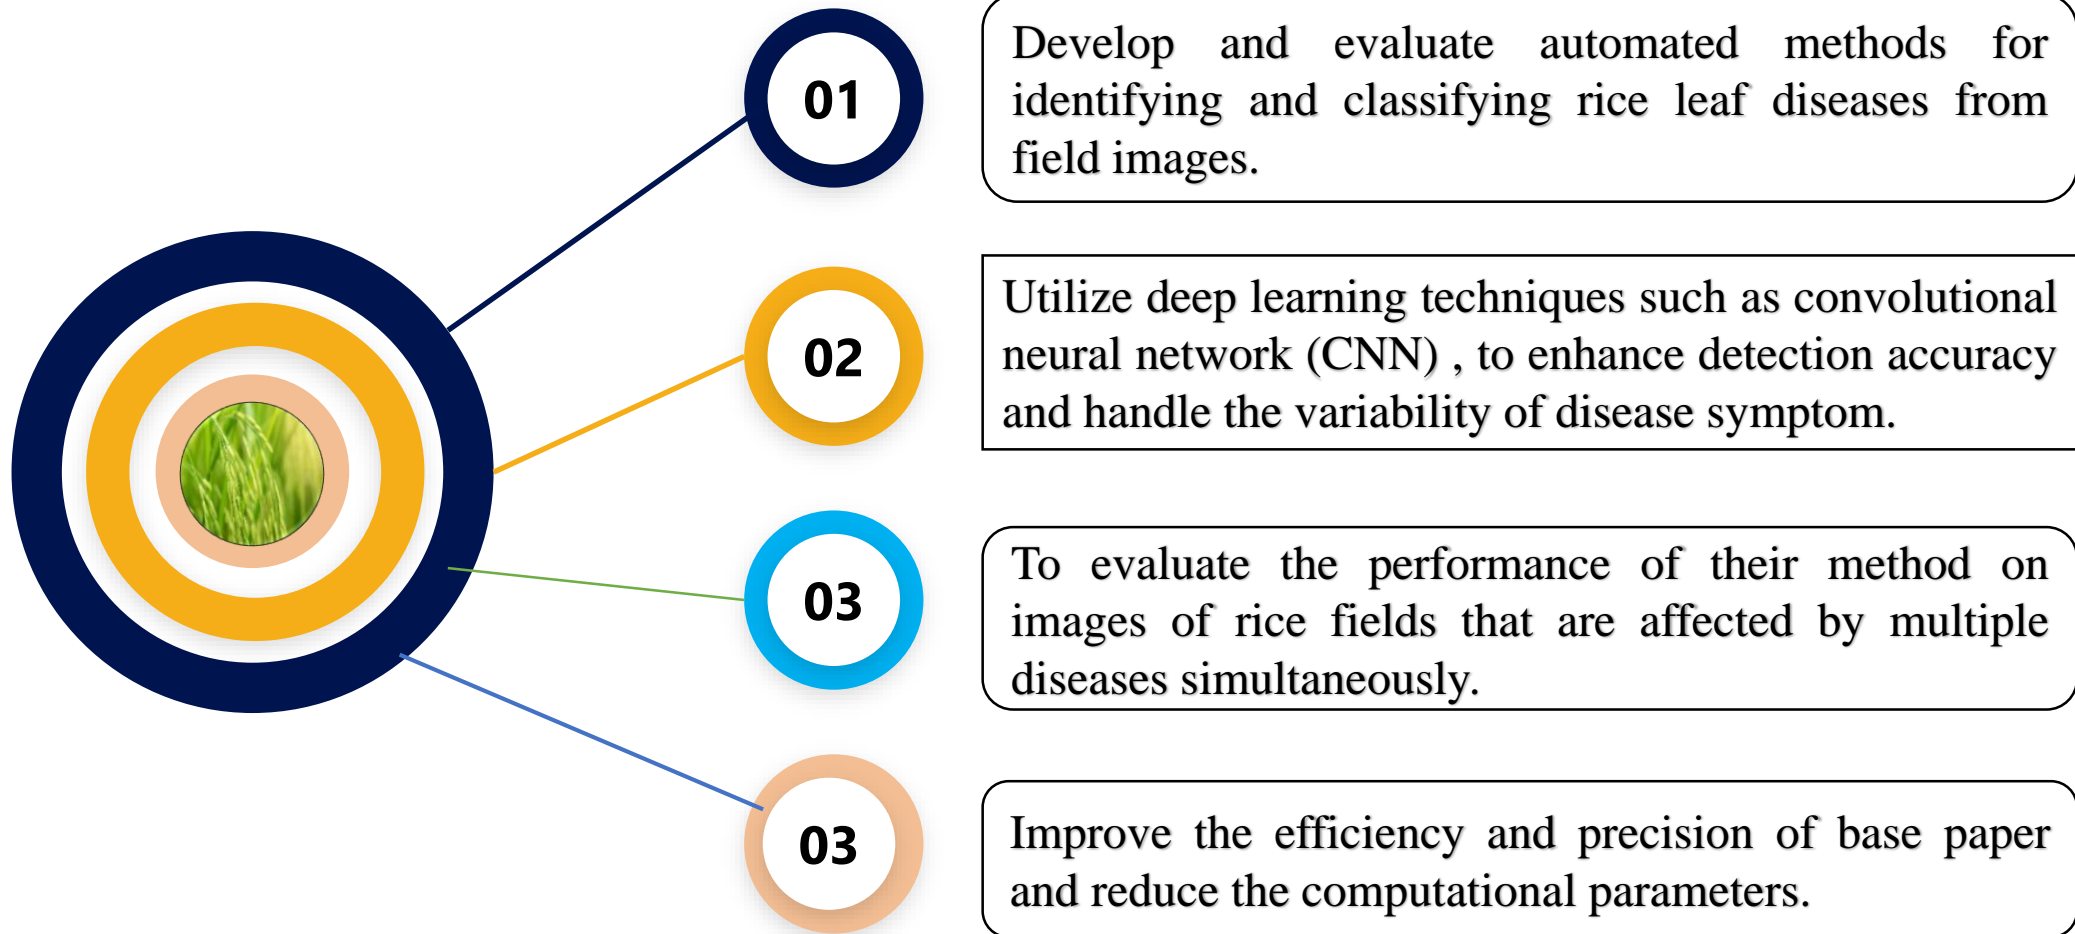 01
Develop and evaluate automated methods for
identifying and classifying rice leaf diseases from
field images.
02
Utilize deep learning techniques such as convolutional
neural network (CNN) , to enhance detection accuracy
and handle the variability of disease symptom.
03
To evaluate the performance of their method on
images of rice fields that are affected by multiple
diseases simultaneously.
03
Improve the efficiency and precision of base paper
and reduce the computational parameters.